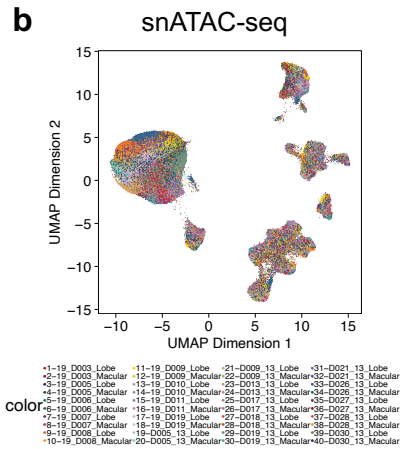 b
snATAC-seq
UMAP Dimension 2
15
10
5
0
−5
−10
−15
−10 −5 0 5 10 15
UMAP Dimension 1
color
1-19_D003_Lobe 11-19_D009_Lobe 21-D009_13_Lobe 31-D021_13_Lobe
2-19_D003_Macular 12-19_D009_Macular 22-D009_13_Macular 32-D021_13_Macular
3-19_D005_Lobe 13-19_D010_Lobe 23-D013_13_Lobe 33-D026_13_Lobe
4-19_D005_Macular 14-19_D010_Macular 24-D013_13_Macular 34-D026_13_Macular
5-19_D006_Lobe 15-19_D011_Lobe 25-D017_13_Lobe 35-D027_13_Lobe
6-19_D006_Macular 16-19_D011_Macular 26-D017_13_Macular 36-D027_13_Macular
7-19_D007_Lobe 17-19_D019_Lobe 27-D018_13_Lobe 37-D028_13_Lobe
8-19_D007_Macular 18-19_D019_Macular 28-D018_13_Macular 38-D028_13_Macular
9-19_D008_Lobe 19-D005_13_Lobe 29-D019_13_Lobe 39-D030_13_Lobe
10-19_D008_Macular 20-D005_13_Macular 30-D019_13_Macular 40-D030_13_Macular